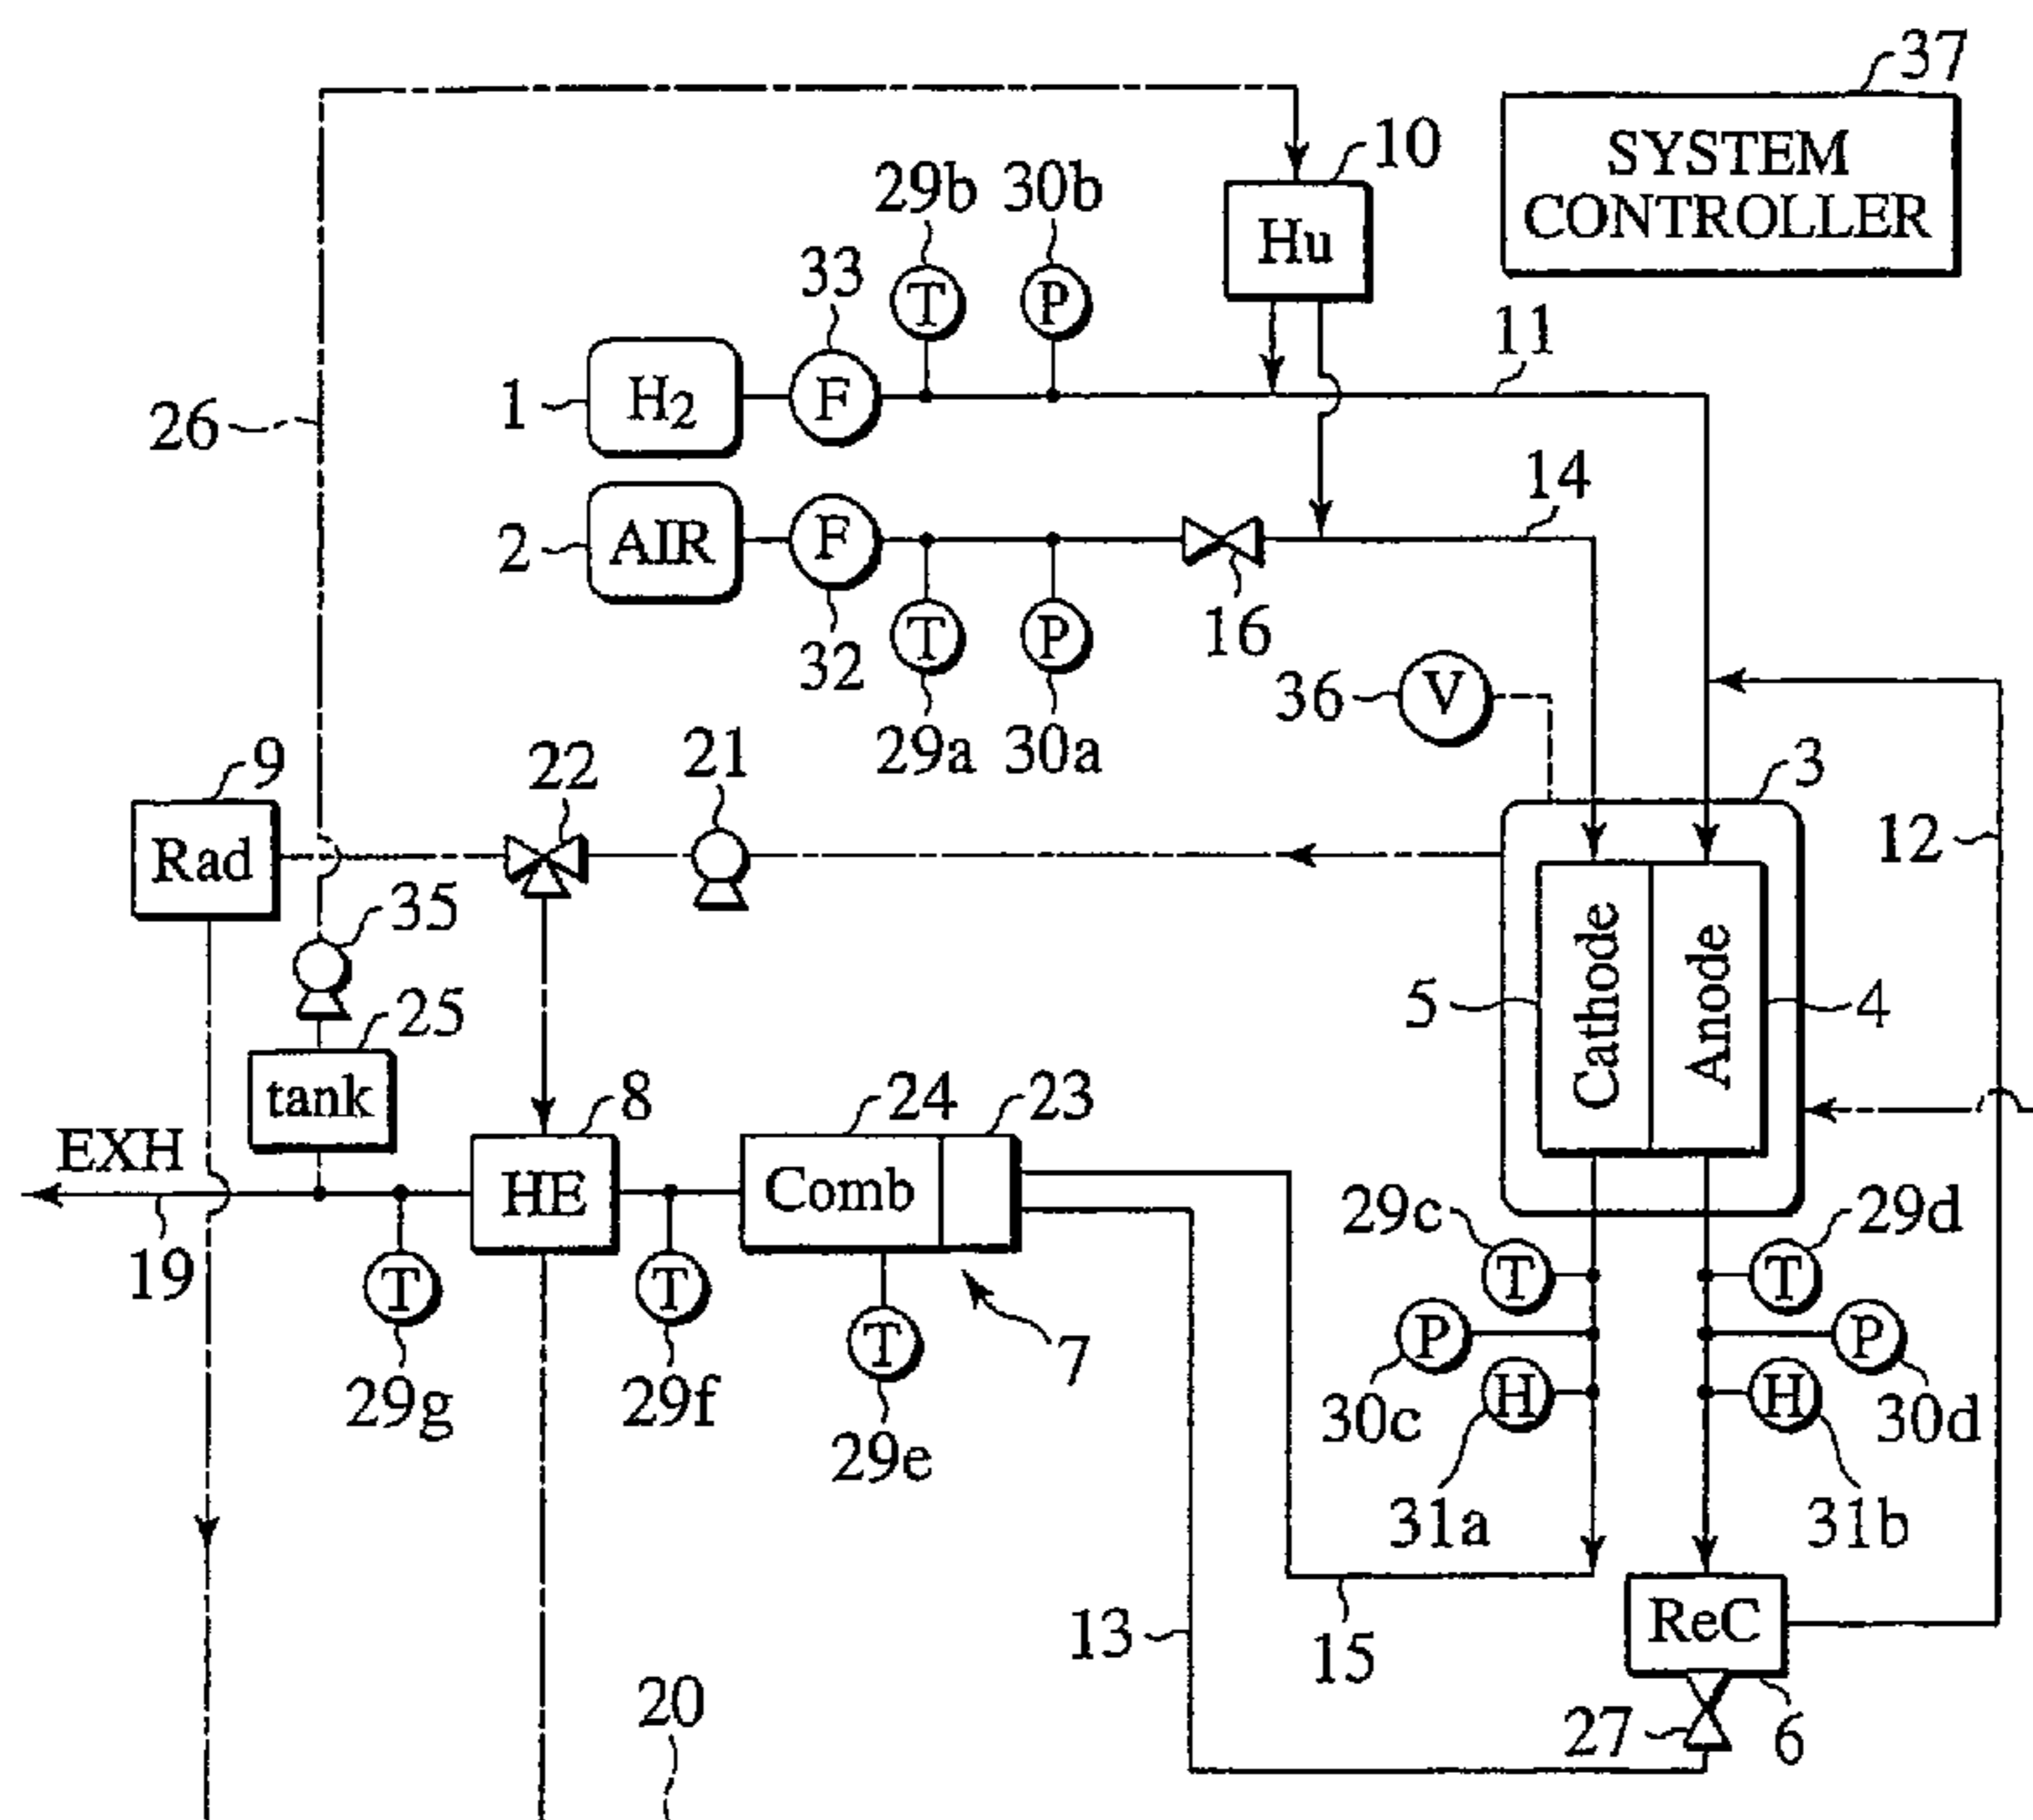 37
SYSTEM
CONTROLLER
10
Hu
29b
30b
T
P
33
11
1
H2
F
26
14
2
AIR
F
32
T
P
16
29a
30a
36
V
9
22
21
3
Rad
12
35
25
5
Cathode
Anode
4
tank
8
24
23
EXH
HE
Comb
19
29c
T
29d
T
T
29g
T
29f
T
29e
7
P
30c
P
30d
H
31a
H
31b
13
15
ReC
20
27
6